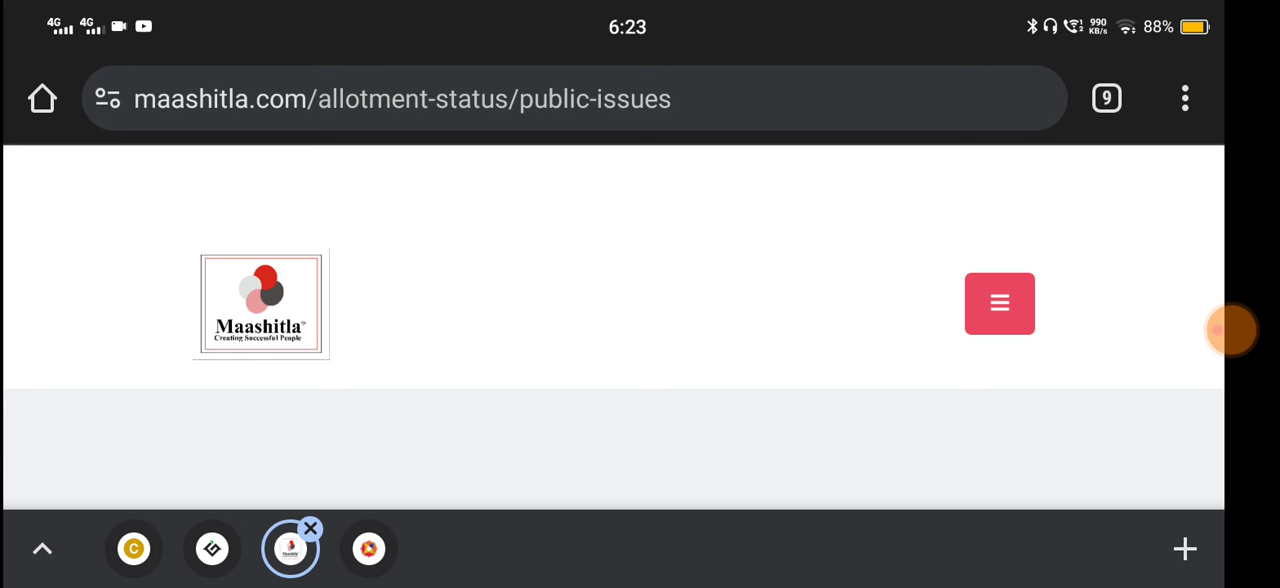 4G 4G 6:23 990 KB/s 88%
maashitla.com/allotment-status/public-issues 9
Maashitla
Creating Successful People
C